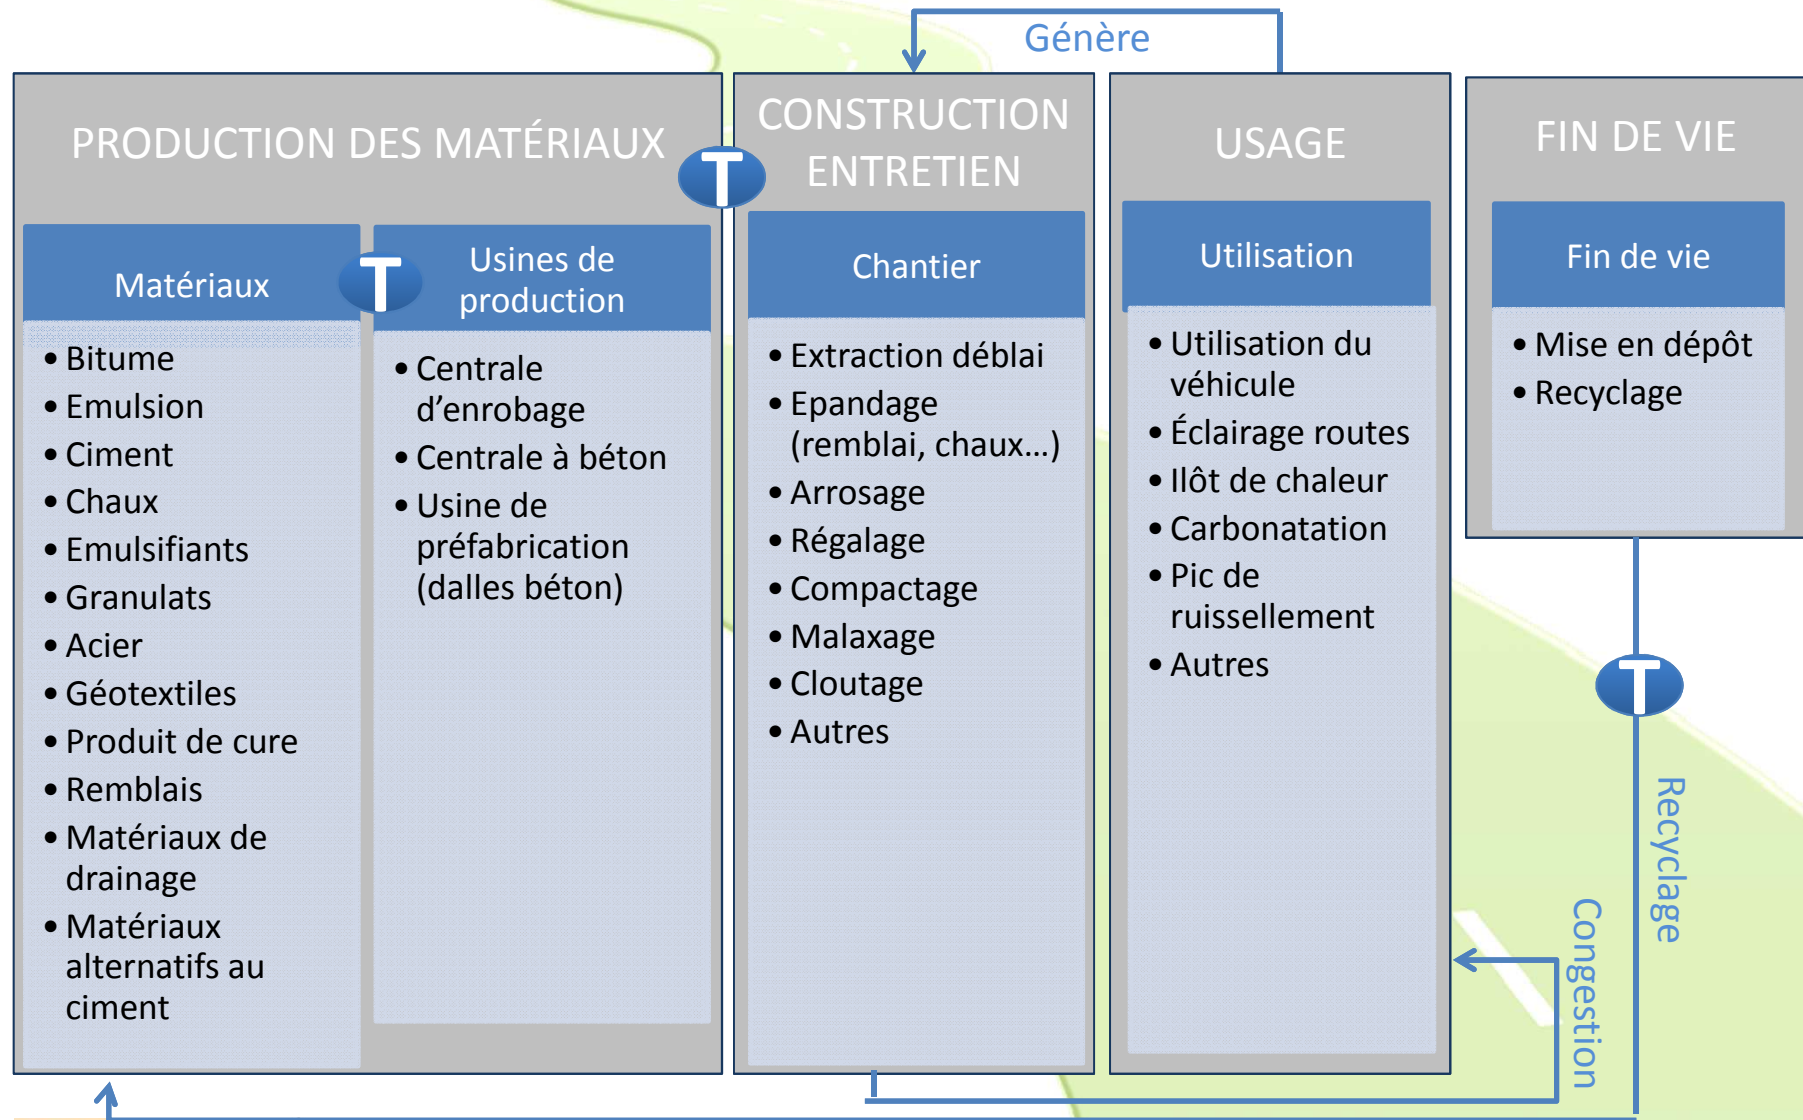 Génère
PRODUCTION DES MATÉRIAUX
T
Matériaux
T
Usines de
production
• Bitume
• Emulsion
• Ciment
• Chaux
• Emulsifiants
• Granulats
• Acier
• Géotextiles
• Produit de cure
• Remblais
• Matériaux de
drainage
• Matériaux
alternatifs au
ciment
• Centrale
d’enrobage
• Centrale à béton
• Usine de
préfabrication
(dalles béton)
CONSTRUCTION
ENTRETIEN
Chantier
• Extraction déblai
• Epandage
(remblai, chaux…)
• Arrosage
• Régalage
• Compactage
• Malaxage
• Cloutage
• Autres
USAGE
Utilisation
• Utilisation du
véhicule
• Éclairage routes
• Ilôt de chaleur
• Carbonatation
• Pic de
ruissellement
• Autres
FIN DE VIE
Fin de vie
• Mise en dépôt
• Recyclage
T
Recyclage
Congestion